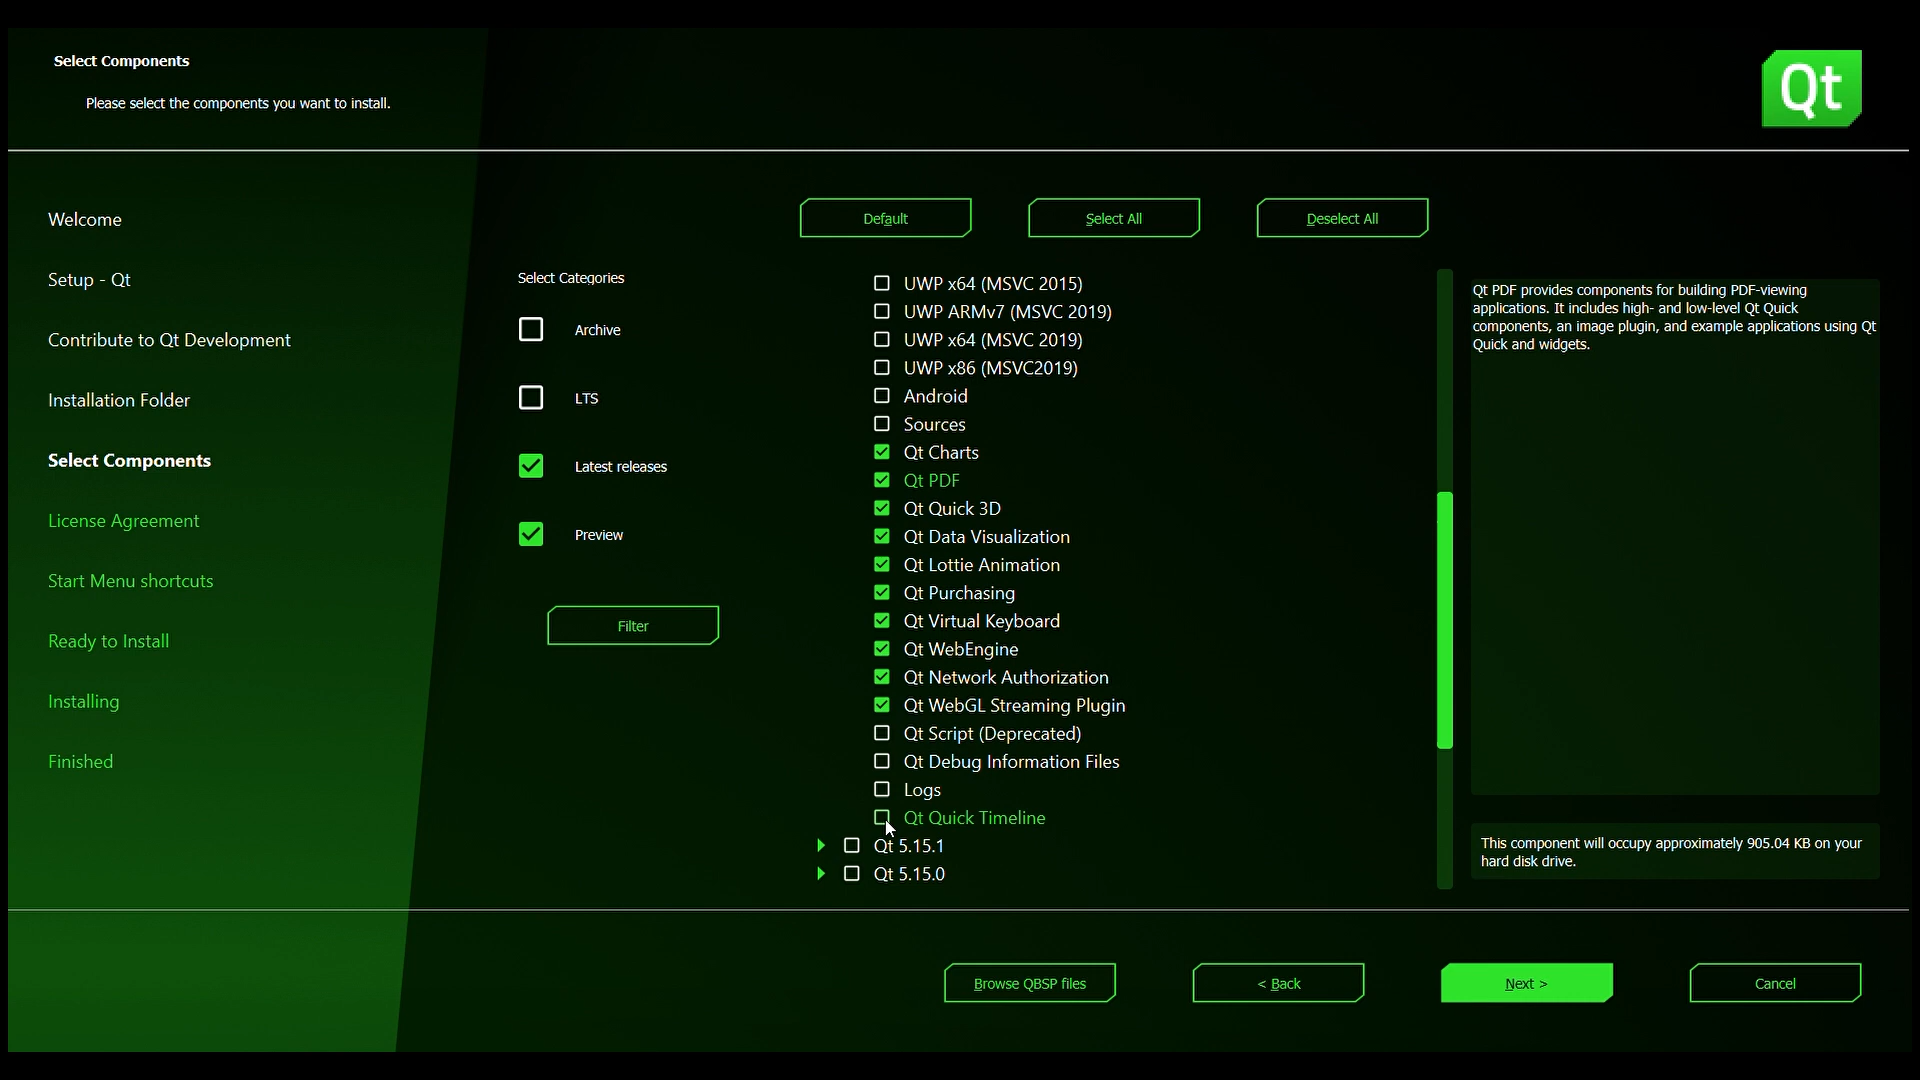 Select Components
Please select the components you want to install.
Qt
Welcome
Setup - Qt
Contribute to Qt Development
Installation Folder
Select Components
License Agreement
Start Menu shortcuts
Ready to Install
Installing
Finished
Default
Select All
Deselect All
Select Categories
Archive
LTS
Latest releases
Preview
Filter
UWP x64 (MSVC 2015)
UWP ARMv7 (MSVC 2019)
UWP x64 (MSVC 2019)
UWP x86 (MSVC2019)
Android
Sources
Qt Charts
Qt PDF
Qt Quick 3D
Qt Data Visualization
Qt Lottie Animation
Qt Purchasing
Qt Virtual Keyboard
Qt WebEngine
Qt Network Authorization
Qt WebGL Streaming Plugin
Qt Script (Deprecated)
Qt Debug Information Files
Logs
Qt Quick Timeline
Qt 5.15.1
Qt 5.15.0
Qt PDF provides components for building PDF-viewing
applications. It includes high- and low-level Qt Quick
components, an image plugin, and example applications using Qt
Quick and widgets.
This component will occupy approximately 905.04 KB on your
hard disk drive.
Browse QBSP files
< Back
Next >
Cancel